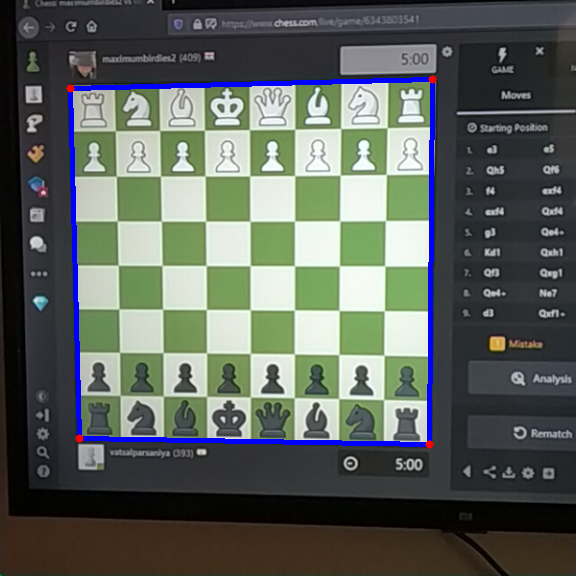 Chess: maximumbirdies2 vs
https://www.chess.com/live/game/6343803541
maximumbirdies2 (409)
5:00
GAME
Moves
Starting Position
1. e3 e5
2. Qh5 Qf6
3. f4 exf4
4. exf4 Qxf4
5. g3 Qe4+
6. Kd1 Qxh1
7. Qf3 Qxg1
8. Qe4+ Ne7
9. d3 Qxf1+
Mistake
Analysis
Rematch
vatsalparsaniya (393)
5:00
mi